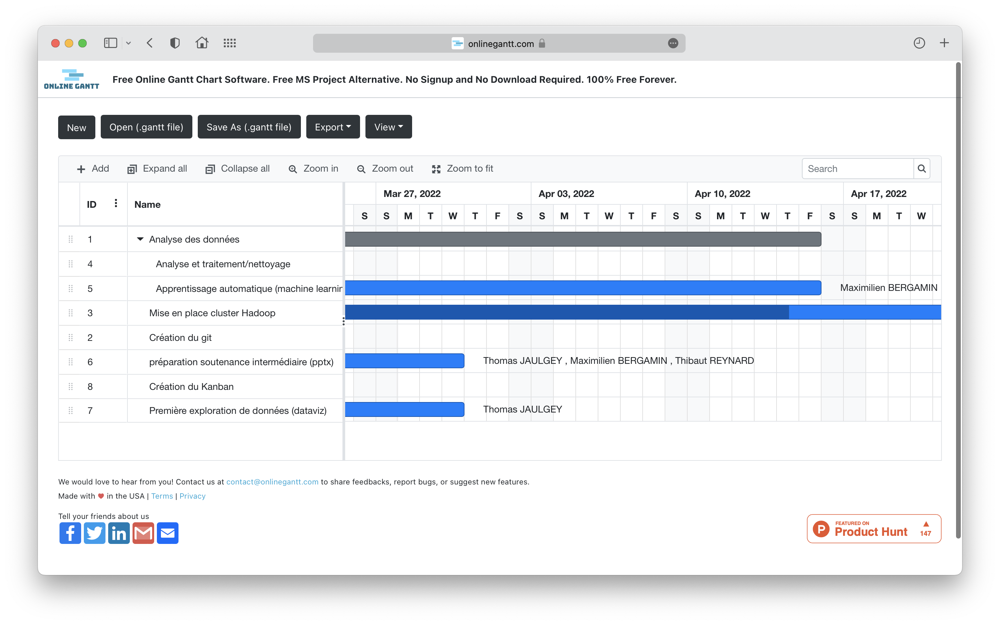 onlinegantt.com
ONLINE GANTT
Free Online Gantt Chart Software. Free MS Project Alternative. No Signup and No Download Required. 100% Free Forever.
New
Open (.gantt file)
Save As (.gantt file)
Export
View
Add
Expand all
Collapse all
Zoom in
Zoom out
Zoom to fit
Search
ID
Name
Mar 27, 2022
Apr 03, 2022
Apr 10, 2022
Apr 17, 2022
S S M T W T F S S M T W T F S S M T W T F S S M T W
1 Analyse des données
4 Analyse et traitement/nettoyage
5 Apprentissage automatique (machine learnin
Maximilien BERGAMIN
3 Mise en place cluster Hadoop
2 Création du git
6 préparation soutenance intermédiaire (pptx)
Thomas JAULGEY , Maximilien BERGAMIN , Thibaut REYNARD
8 Création du Kanban
7 Première exploration de données (dataviz)
Thomas JAULGEY
We would love to hear from you! Contact us at contact@onlinegantt.com to share feedbacks, report bugs, or suggest new features.
Made with ❤ in the USA | Terms | Privacy
Tell your friends about us
FEATURED ON
Product Hunt
147